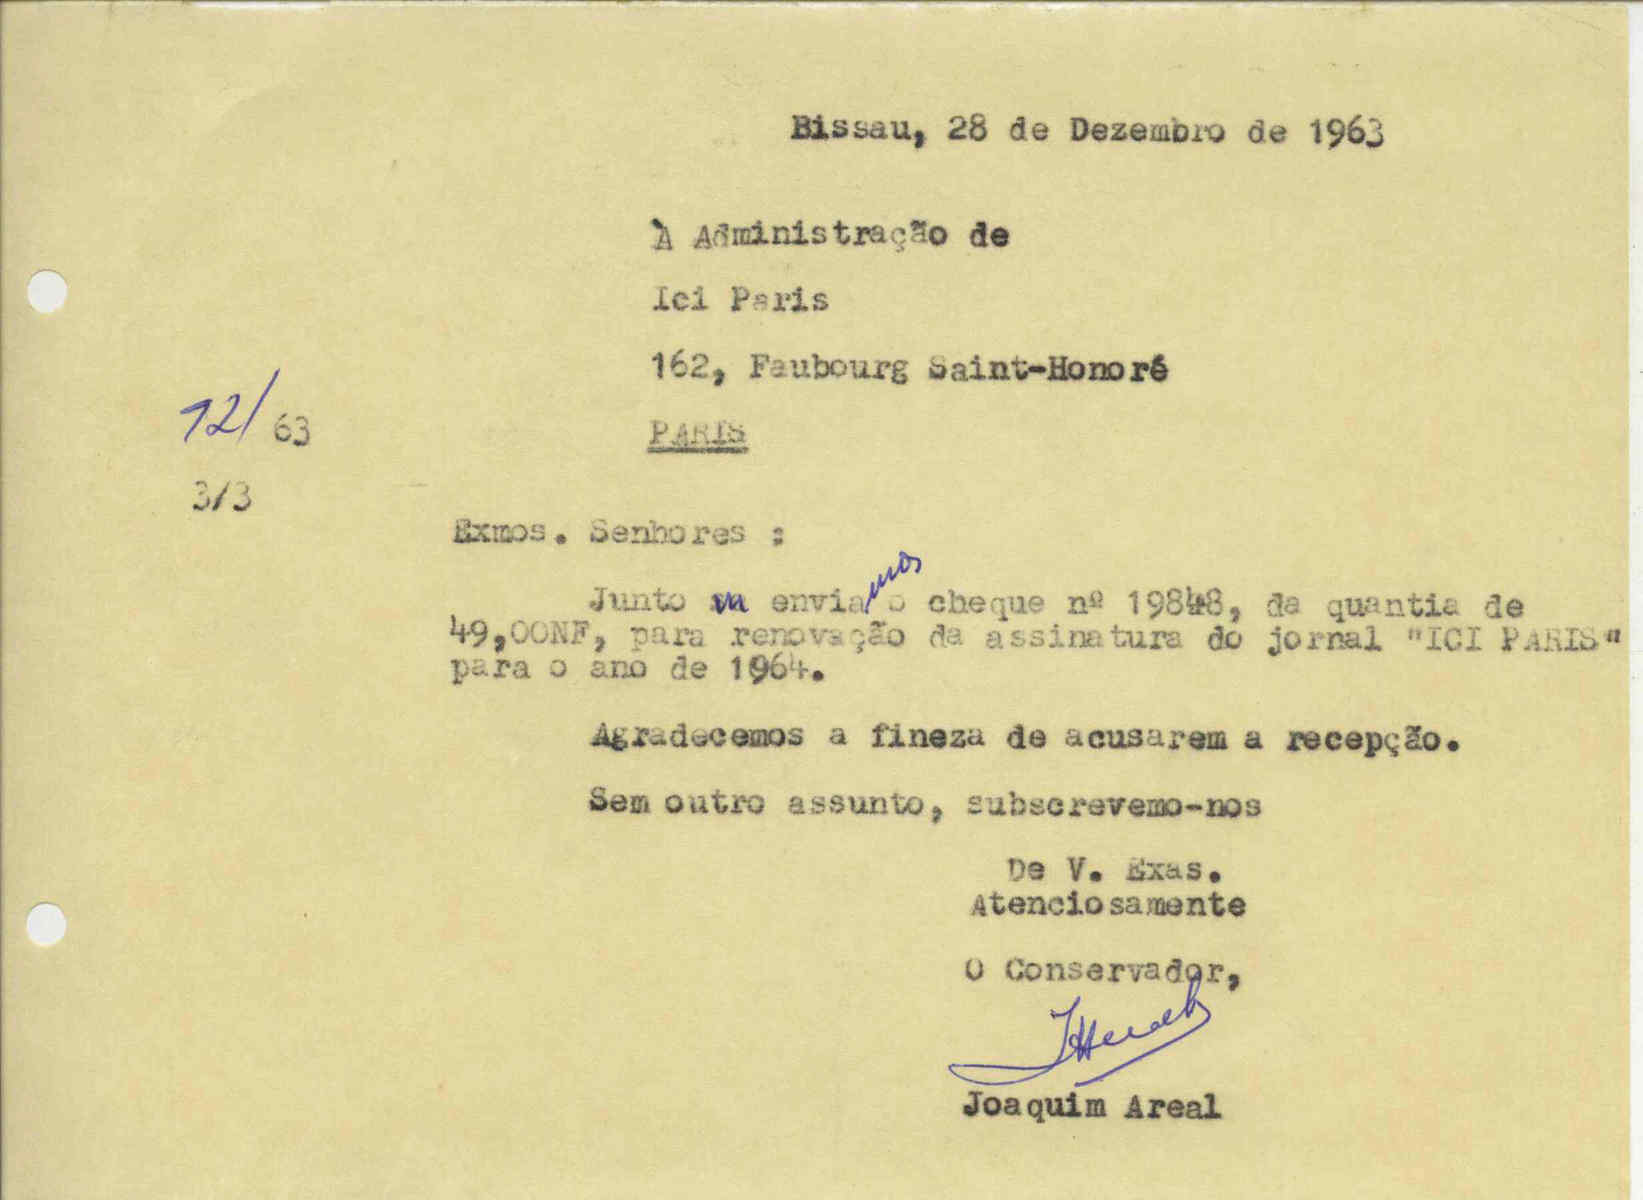 Bissau, 28 de Dezembro de 1963
À Administração de
Ici Paris
162, Faubourg Saint-Honoré
PARIS
12/63
3/3
Exmos. Senhores :
Junto enviamos o cheque nº 19848, da quantia de
49,00NF, para renovação da assinatura do jornal "ICI PARIS"
para o ano de 1964.
Agradecemos a fineza de acusarem a recepção.
Sem outro assunto, subscrevemo-nos
De V. Exas.
Atenciosamente
O Conservador,
Joaquim Areal